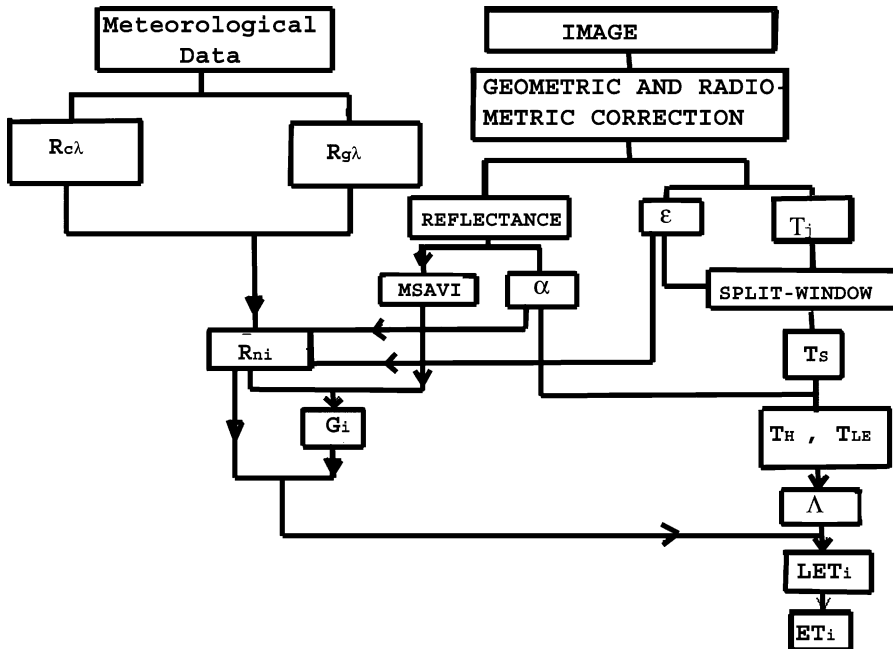 Meteorological
Data
IMAGE
GEOMETRIC AND RADIO-
METRIC CORRECTION
Rcλ
Rgλ
REFLECTANCE
ε
Tj
MSAVI
α
SPLIT-WINDOW
R̄ni
Ts
Gi
TH , TLE
Λ
LETi
ETi